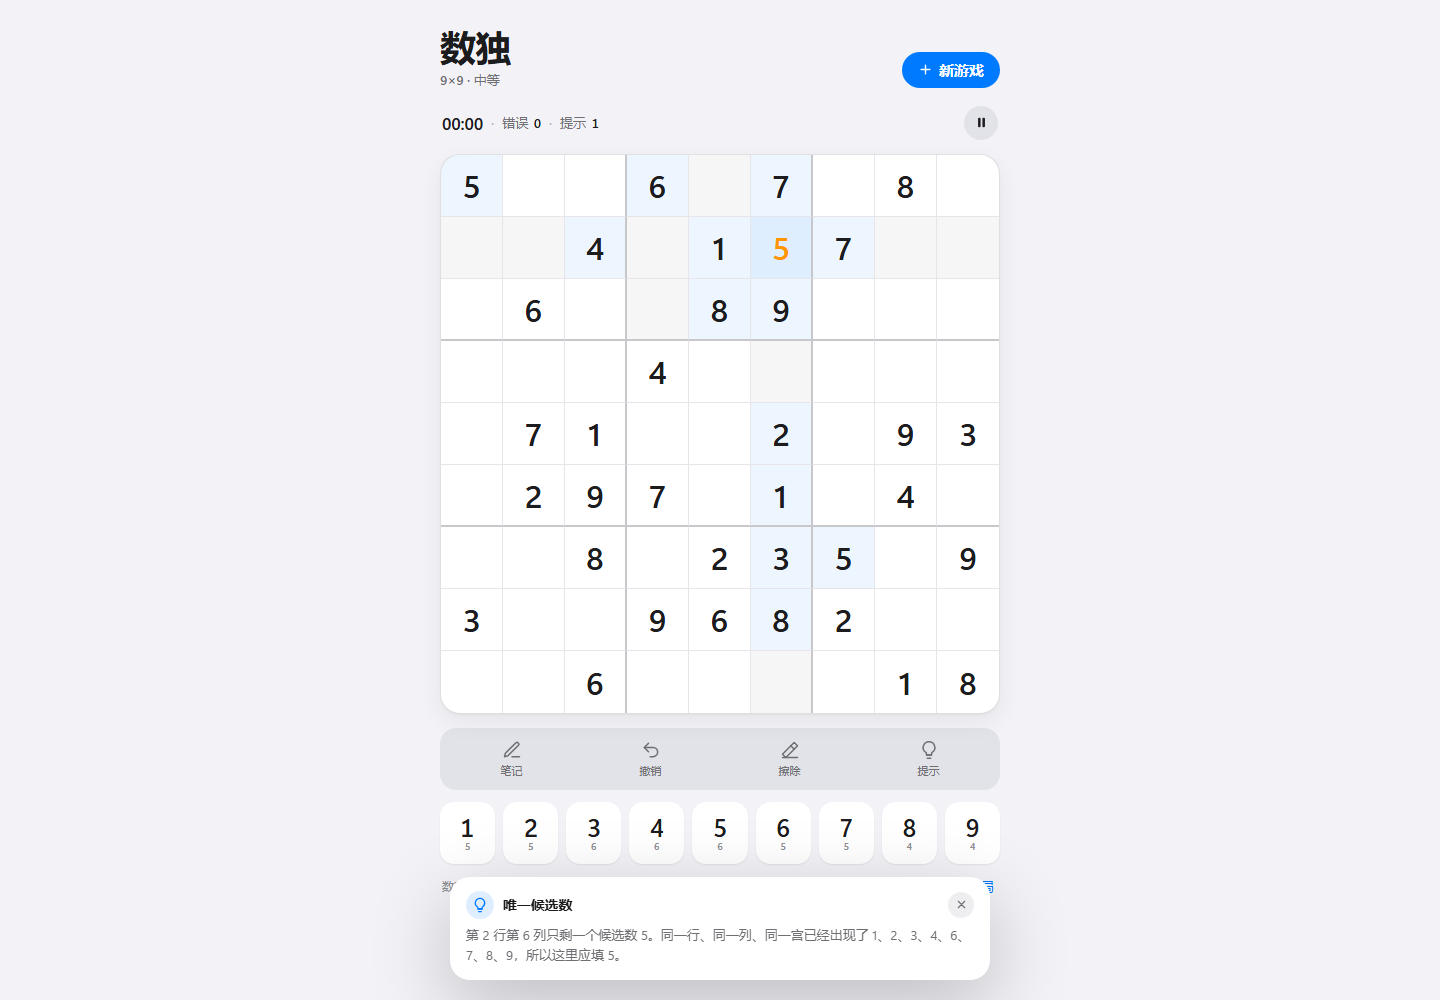 数独
9×9 · 中等
+ 新游戏
00:00 · 错误 0 · 提示 1
5 6 7 8
4 1 5 7
6 8 9
4
7 1 2 9 3
2 9 7 1 4
8 2 3 5 9
3 9 6 8 2
6 1 8
笔记 撤销 擦除 提示
1 2 3 4 5 6 7 8 9
5 5 6 6 6 5 5 4 4
唯一候选数
第 2 行第 6 列只剩一个候选数 5。同一行、同一列、同一宫已经出现了 1、2、3、4、6、
7、8、9，所以这里应填 5。